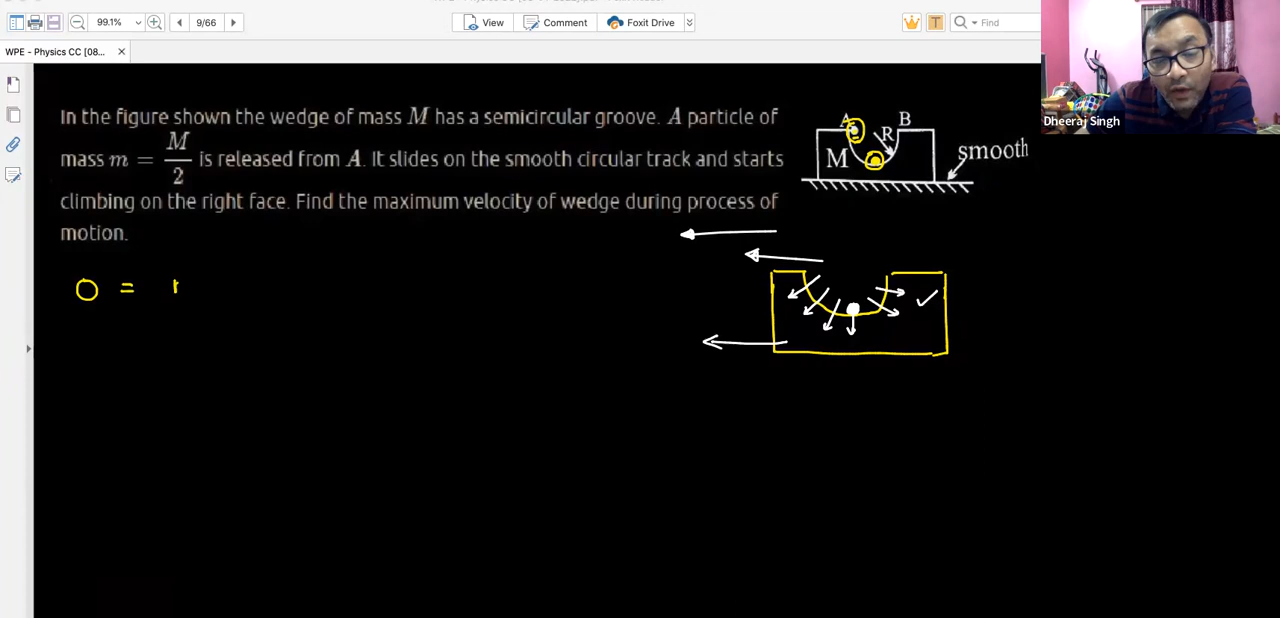 99.1%
View
Comment
Foxit Drive
9/66
T
Find
WPE - Physics CC [08...
In the figure shown the wedge of mass M has a semicircular groove. A particle of
mass m = M/2 is released from A. It slides on the smooth circular track and starts
climbing on the right face. Find the maximum velocity of wedge during process of
motion.
A
B
R
M
smooth
Dheeraj Singh
0 =